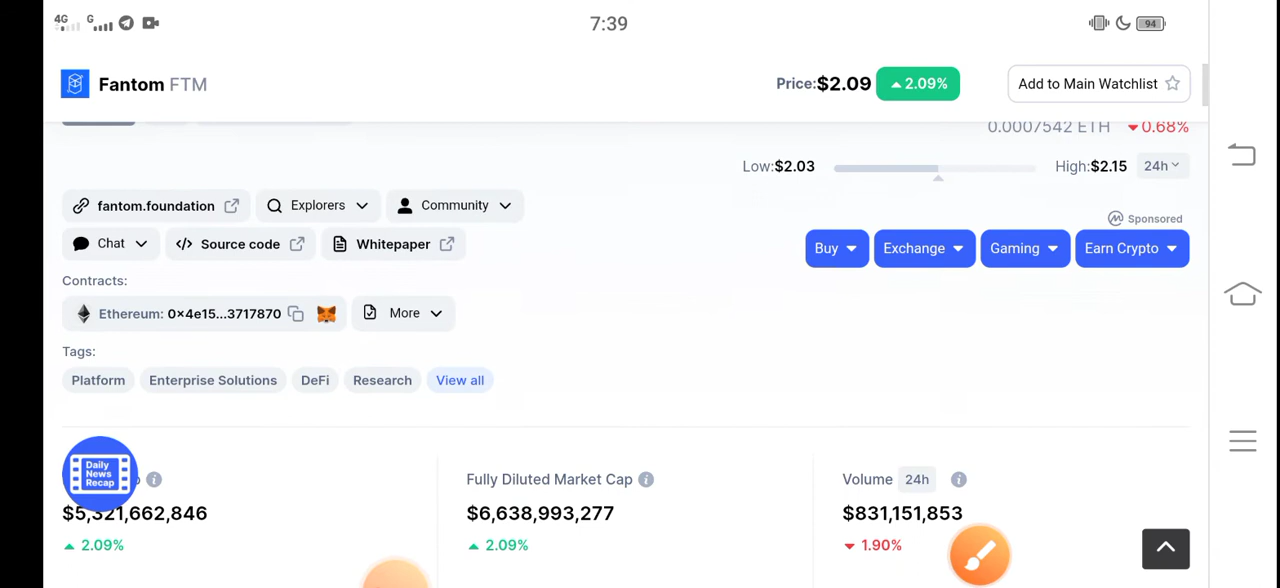 4G G 7:39 94
Fantom FTM Price:$2.09 2.09% Add to Main Watchlist
0.0007542 ETH 0.68%
Low:$2.03 High:$2.15 24h
fantom.foundation Explorers Community
Chat Source code Whitepaper
Sponsored
Buy Exchange Gaming Earn Crypto
Contracts:
Ethereum: 0x4e15...3717870 More
Tags:
Platform Enterprise Solutions DeFi Research View all
Daily
News
Recap
Fully Diluted Market Cap Volume 24h
$5,321,662,846 $6,638,993,277 $831,151,853
2.09% 2.09% 1.90%